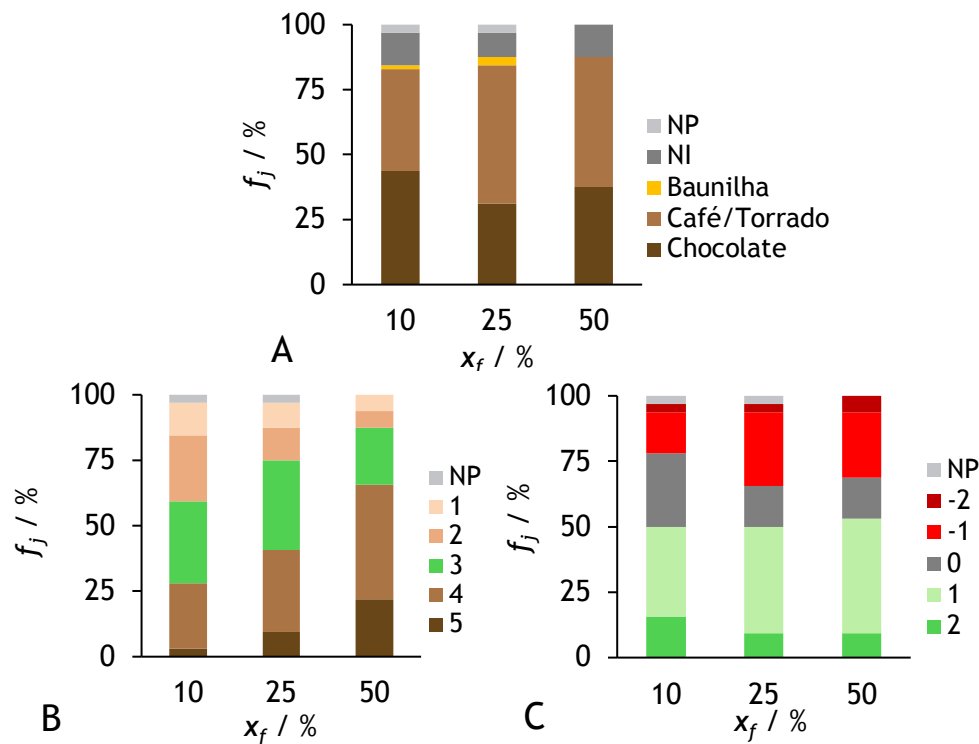 100
75
50
25
0
f_j / %
10 25 50
x_f / %
NP
NI
Baunilha
Café/Torrado
Chocolate
A
100
75
50
25
0
f_j / %
10 25 50
x_f / %
NP
1
2
3
4
5
B
100
75
50
25
0
f_j / %
10 25 50
x_f / %
NP
-2
-1
0
1
2
C